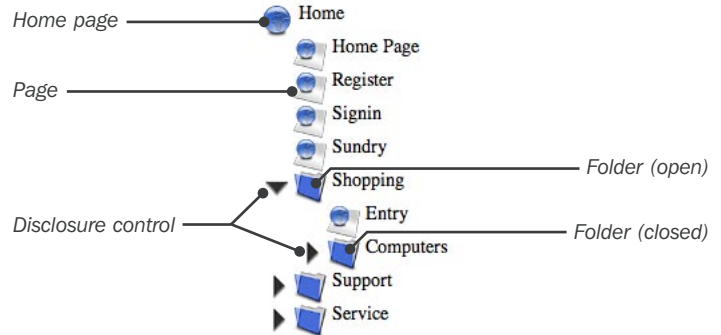 Home page
Home
Home Page
Page
Register
Signin
Sundry
Shopping
Folder (open)
Disclosure control
Entry
Computers
Folder (closed)
Support
Service